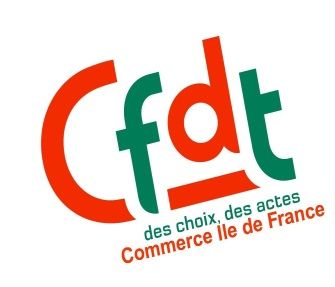 Cfdt
des choix, des actes
Commerce Ile de France